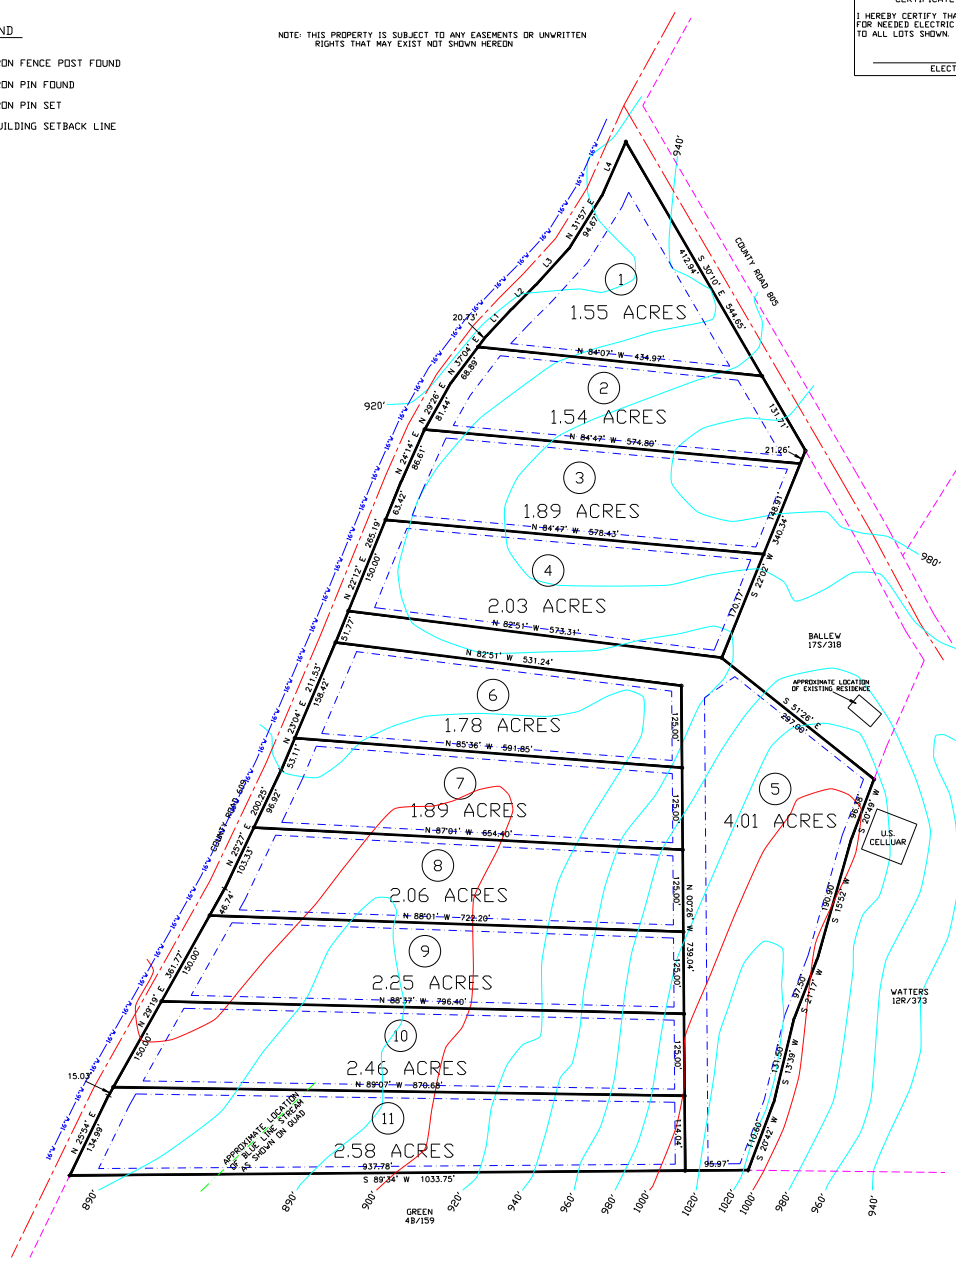 ND
NOTE: THIS PROPERTY IS SUBJECT TO ANY EASEMENTS OR UNWRITTEN
RIGHTS THAT MAY EXIST NOT SHOWN HEREON
I HEREBY CERTIFY THA
FOR NEEDED ELECTRIC
TO ALL LOTS SHOWN.
ELECT
RON FENCE POST FOUND
RON PIN FOUND
RON PIN SET
UILDING SETBACK LINE
940'
L4
N 31°57' E
94.67'
L3
L2
L1
20.73'
COUNTY ROAD 805
S 30°10' E 544.65'
412.94'
1
1.55 ACRES
N 84°07' W 434.97'
N 37°04' E
68.89'
2
1.54 ACRES
920'
N 29°26' E
81.44'
131.71'
N 84°47' W 574.80'
21.26'
N 24°14' E
86.61'
3
1.89 ACRES
63.42'
148.91'
S 22°02' W 340.34'
N 84°47' W 578.43'
980'
N 22°12' E 265.19'
150.00'
4
2.03 ACRES
170.17'
N 82°51' W 573.31'
51.77'
BALLEW
17S/318
N 82°51' W 531.24'
APPROXIMATE LOCATION
OF EXISTING RESIDENCE
6
1.78 ACRES
N 23°04' E 211.53'
158.42'
125.00'
S 51°26' E
297.00'
N 85°36' W 591.85'
53.11'
7
1.89 ACRES
5
4.01 ACRES
COUNTY ROAD 609
N 25°27' E 200.25'
96.92'
125.00'
96.38'
S 20°49' W
U.S.
CELLUAR
N 87°01' W 654.40'
103.33'
8
2.06 ACRES
125.00'
N 00°26' W 739.04'
190.90'
S 15°52' W
46.74'
N 88°01' W 722.20'
9
2.25 ACRES
N 29°19' E 361.77'
150.00'
125.00'
97.50'
S 21°17' W
WATTERS
12R/373
N 88°37' W 796.40'
10
2.46 ACRES
150.00'
125.00'
131.50'
S 13°39' W
15.03'
N 89°07' W 870.68'
11
2.58 ACRES
APPROXIMATE LOCATION
OF BLUE LINE STREAM
AS SHOWN ON QUAD
N 25°54' E
134.99'
114.04'
110.60'
S 20°42' W
937.78'
95.97'
S 89°34' W 1033.75'
890'
890'
900'
920'
940'
960'
980'
1000'
1020'
1020'
1000'
980'
960'
940'
GREEN
4B/159